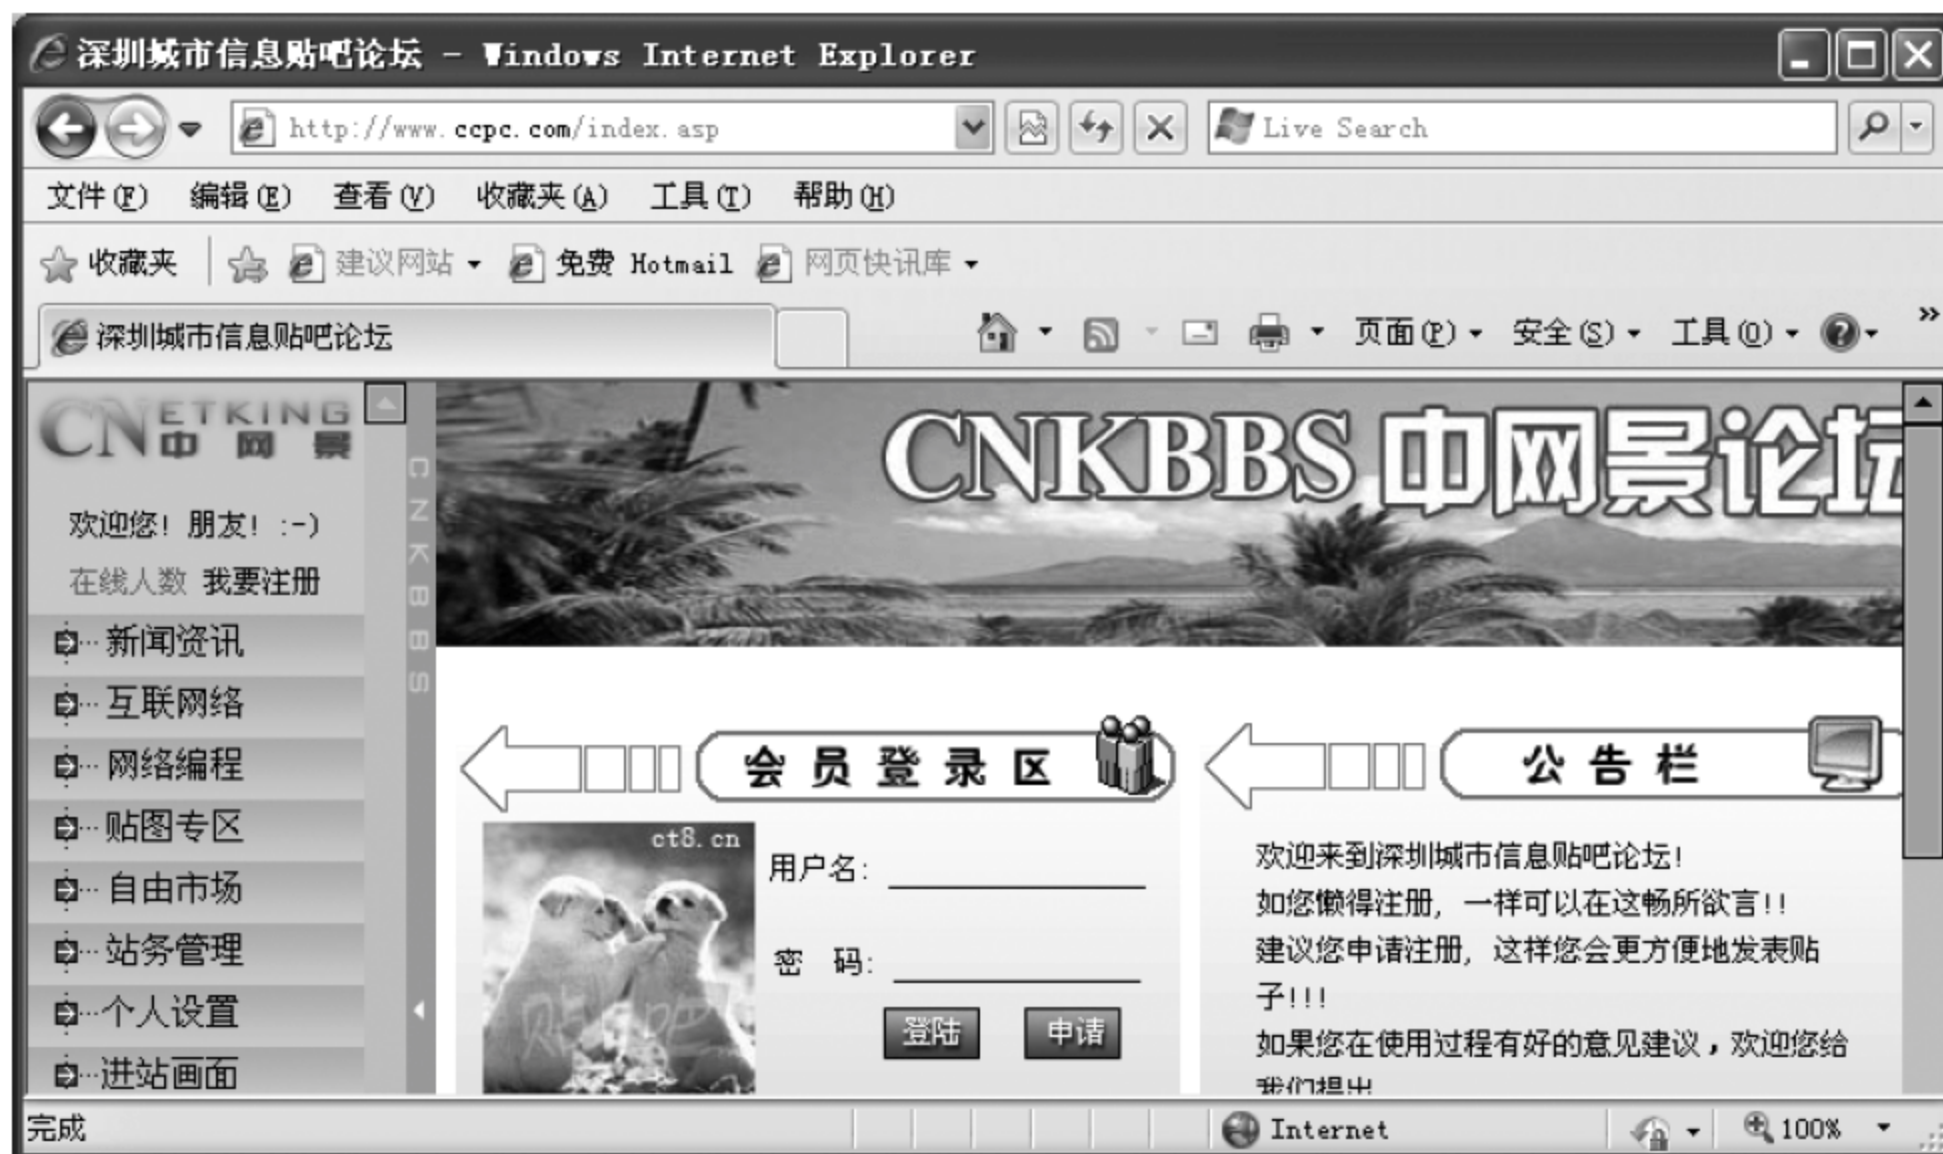 深圳城市信息贴吧论坛 - Windows Internet Explorer
http://www.ccpc.com/index.asp
Live Search
文件(F) 编辑(E) 查看(V) 收藏夹(A) 工具(T) 帮助(H)
收藏夹 建议网站 免费 Hotmail 网页快讯库
深圳城市信息贴吧论坛
页面(P) 安全(S) 工具(O) »
CNETKING
中网景
欢迎您! 朋友! :-)
在线人数 我要注册
新闻资讯
互联网络
网络编程
贴图专区
自由市场
站务管理
个人设置
进站画面
CNKBBS
CNKBBS 中网景论坛
会员登录区
ct8.cn
贴吧
用户名:
密 码:
登陆 申请
公告栏
欢迎来到深圳城市信息贴吧论坛!
如您懒得注册, 一样可以在这畅所欲言!!
建议您申请注册, 这样您会更方便地发表贴
子!!!
如果您在使用过程有好的意见建议，欢迎您给
我们提出
完成
Internet
100%